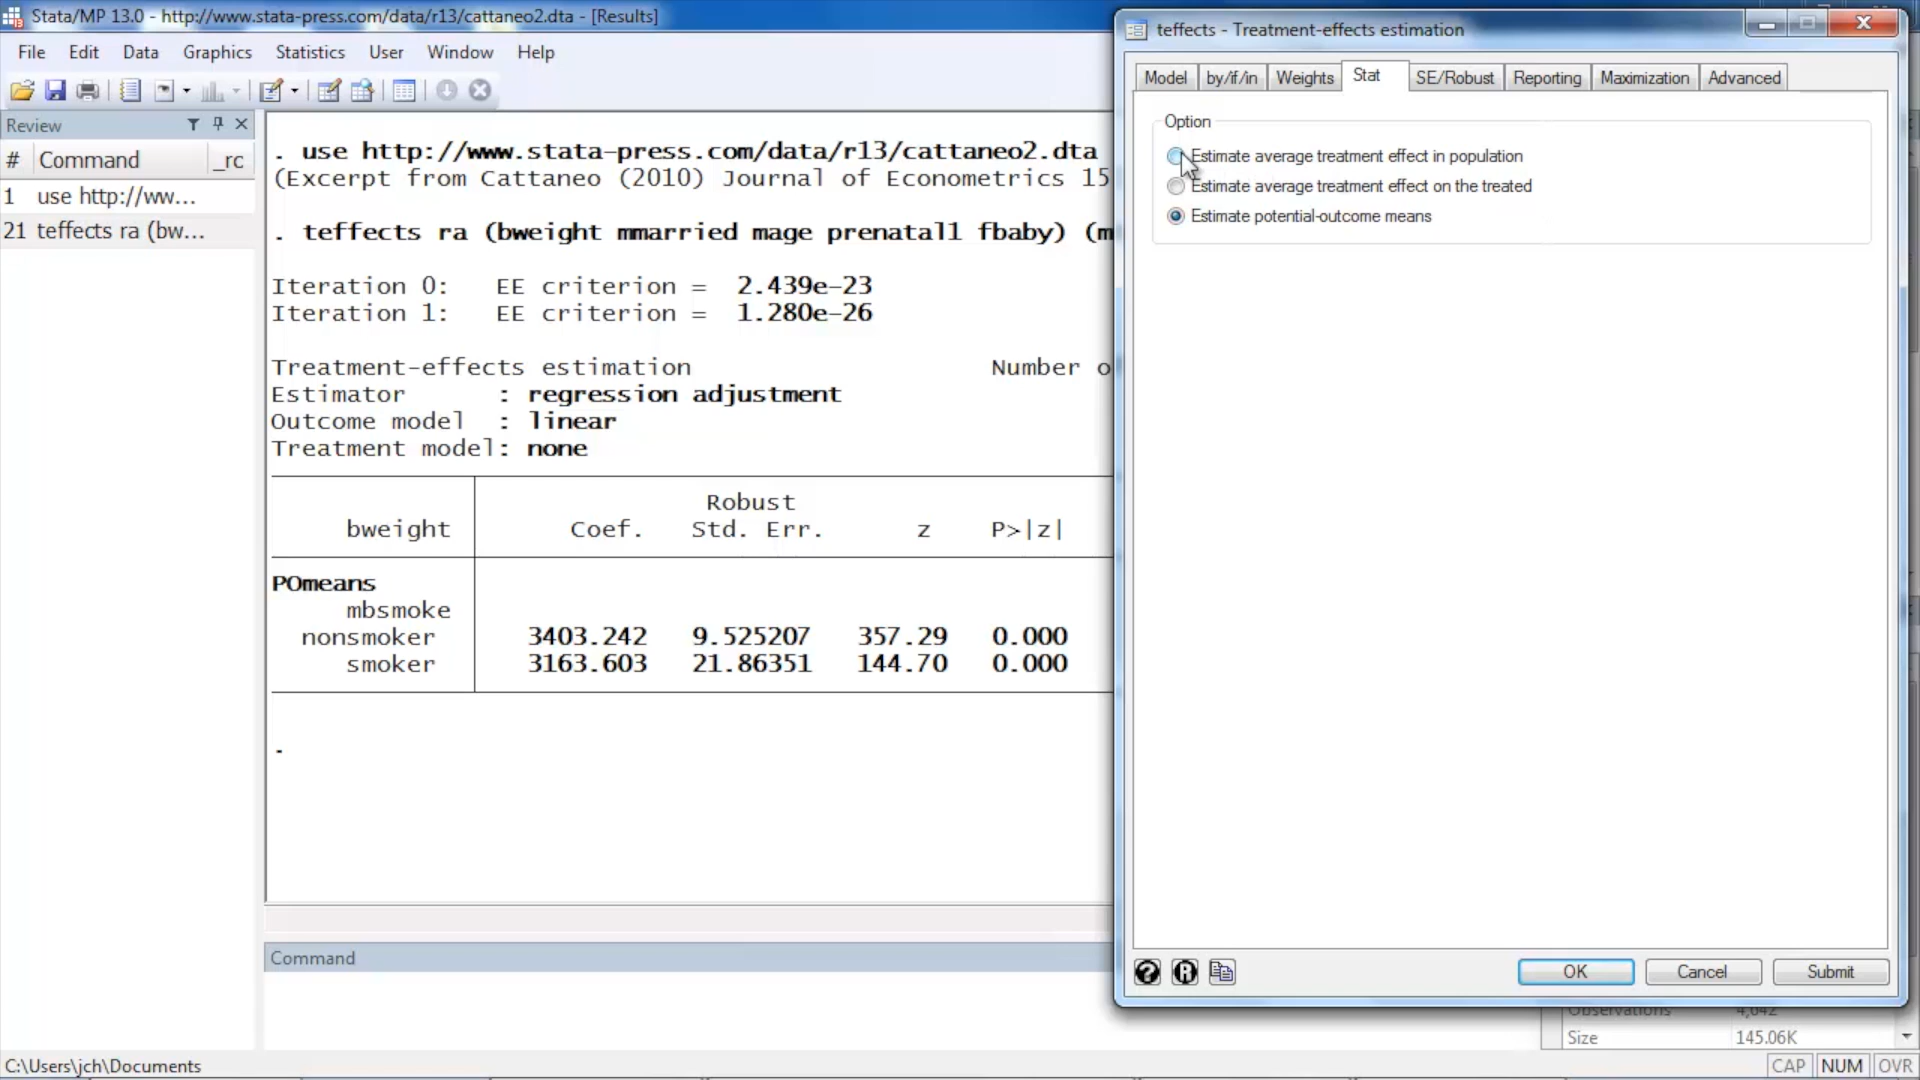 Stata/MP 13.0 - http://www.stata-press.com/data/r13/cattaneo2.dta - [Results]
File Edit Data Graphics Statistics User Window Help
Review
# Command _rc
1 use http://ww...
21 teffects ra (bw...
. use http://www.stata-press.com/data/r13/cattaneo2.dta
(Excerpt from Cattaneo (2010) Journal of Econometrics 15
. teffects ra (bweight mmarried mage prenatal1 fbaby) (m
Iteration 0: EE criterion = 2.439e-23
Iteration 1: EE criterion = 1.280e-26
Treatment-effects estimation Number o
Estimator : regression adjustment
Outcome model : linear
Treatment model: none
Robust
bweight Coef. Std. Err. z P>|z|
POmeans
mbsmoke
nonsmoker 3403.242 9.525207 357.29 0.000
smoker 3163.603 21.86351 144.70 0.000
.
Command
C:\Users\jch\Documents
teffects - Treatment-effects estimation
Model by/if/in Weights Stat SE/Robust Reporting Maximization Advanced
Option
Estimate average treatment effect in population
Estimate average treatment effect on the treated
Estimate potential-outcome means
OK Cancel Submit
Observations 4,642
Size 145.06K
CAP NUM OVR